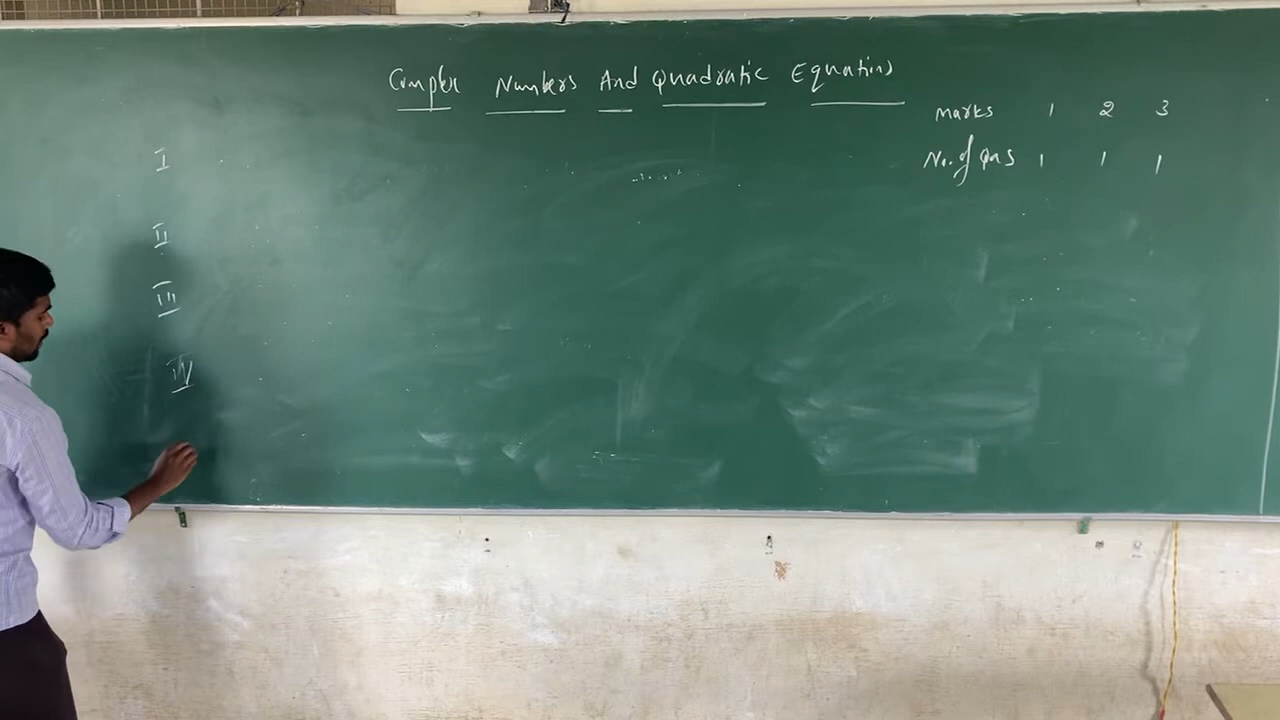 Complex Numbers And Quadratic Equations
Marks 1 2 3
No. of Qns 1 1 1
I
II
III
IV